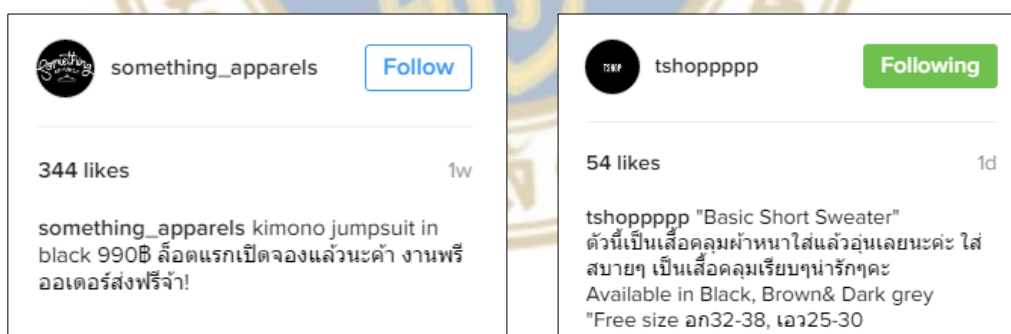 something_apparels
Follow
344 likes
1w
something_apparels kimono jumpsuit in
black 990฿ ล็อตแรกเปิดจองแล้วนะค้า งานพรี
ออเดอร์ส่งฟรีจ้า!
TSHOP
tshoppppp
Following
54 likes
1d
tshoppppp "Basic Short Sweater"
ตัวนี้เป็นเสื้อคลุมผ้าหนาใส่แล้วอุ่นเลยนะค่ะ ใส่
สบายๆ เป็นเสื้อคลุมเรียบๆน่ารักๆคะ
Available in Black, Brown& Dark grey
"Free size อก32-38, เอว25-30